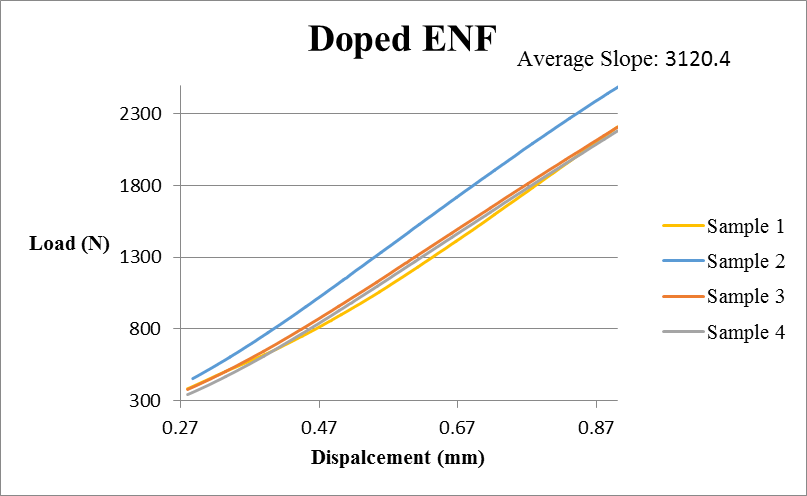 Doped ENF
Average Slope: 3120.4
2300
1800
Load (N)
1300
800
300
0.27
0.47
0.67
0.87
Dispalcement (mm)
Sample 1
Sample 2
Sample 3
Sample 4